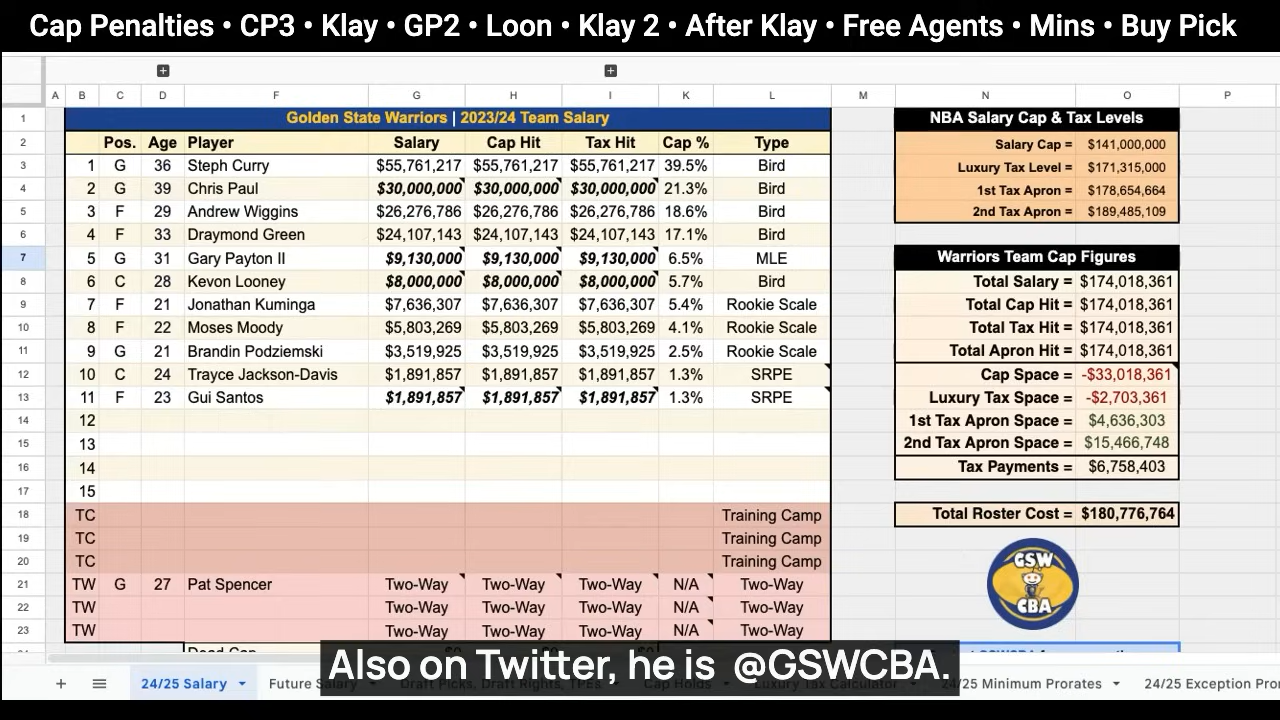 Cap Penalties • CP3 • Klay • GP2 • Loon • Klay 2 • After Klay • Free Agents • Mins • Buy Pick
A B C D F G H I K L M N O P
1 Golden State Warriors | 2023/24 Team Salary NBA Salary Cap & Tax Levels
2 Pos. Age Player Salary Cap Hit Tax Hit Cap % Type Salary Cap = $141,000,000
3 1 G 36 Steph Curry $55,761,217 $55,761,217 $55,761,217 39.5% Bird Luxury Tax Level = $171,315,000
4 2 G 39 Chris Paul $30,000,000 $30,000,000 $30,000,000 21.3% Bird 1st Tax Apron = $178,654,664
5 3 F 29 Andrew Wiggins $26,276,786 $26,276,786 $26,276,786 18.6% Bird 2nd Tax Apron = $189,485,109
6 4 F 33 Draymond Green $24,107,143 $24,107,143 $24,107,143 17.1% Bird
7 5 G 31 Gary Payton II $9,130,000 $9,130,000 $9,130,000 6.5% MLE Warriors Team Cap Figures
8 6 C 28 Kevon Looney $8,000,000 $8,000,000 $8,000,000 5.7% Bird Total Salary = $174,018,361
9 7 F 21 Jonathan Kuminga $7,636,307 $7,636,307 $7,636,307 5.4% Rookie Scale Total Cap Hit = $174,018,361
10 8 F 22 Moses Moody $5,803,269 $5,803,269 $5,803,269 4.1% Rookie Scale Total Tax Hit = $174,018,361
11 9 G 21 Brandin Podziemski $3,519,925 $3,519,925 $3,519,925 2.5% Rookie Scale Total Apron Hit = $174,018,361
12 10 C 24 Trayce Jackson-Davis $1,891,857 $1,891,857 $1,891,857 1.3% SRPE Cap Space = -$33,018,361
13 11 F 23 Gui Santos $1,891,857 $1,891,857 $1,891,857 1.3% SRPE Luxury Tax Space = -$2,703,361
14 12 1st Tax Apron Space = $4,636,303
15 13 2nd Tax Apron Space = $15,466,748
16 14 Tax Payments = $6,758,403
17 15
18 TC Training Camp Total Roster Cost = $180,776,764
19 TC Training Camp
20 TC Training Camp
21 TW G 27 Pat Spencer Two-Way Two-Way Two-Way N/A Two-Way GSW
22 TW Two-Way Two-Way Two-Way N/A Two-Way CBA
23 TW Two-Way Two-Way Two-Way N/A Two-Way
Also on Twitter, he is @GSWCBA.
24/25 Salary Future Salary Draft Picks, Draft Rights, TPEs Cap Holds Luxury Tax Calculator 24/25 Minimum Prorates 24/25 Exception Pro